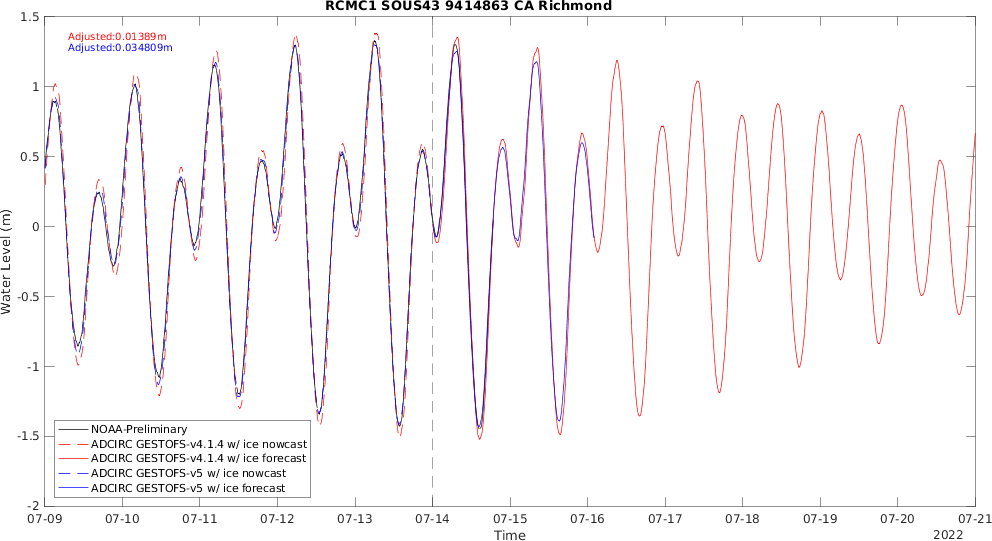 RCMC1 SOUS43 9414863 CA Richmond
Adjusted:0.01389m
Adjusted:0.034809m
Water Level (m)
1.5
1
0.5
0
-0.5
-1
-1.5
-2
NOAA-Preliminary
ADCIRC GESTOFS-v4.1.4 w/ ice nowcast
ADCIRC GESTOFS-v4.1.4 w/ ice forecast
ADCIRC GESTOFS-v5 w/ ice nowcast
ADCIRC GESTOFS-v5 w/ ice forecast
07-09 07-10 07-11 07-12 07-13 07-14 07-15 07-16 07-17 07-18 07-19 07-20 07-21
Time
2022